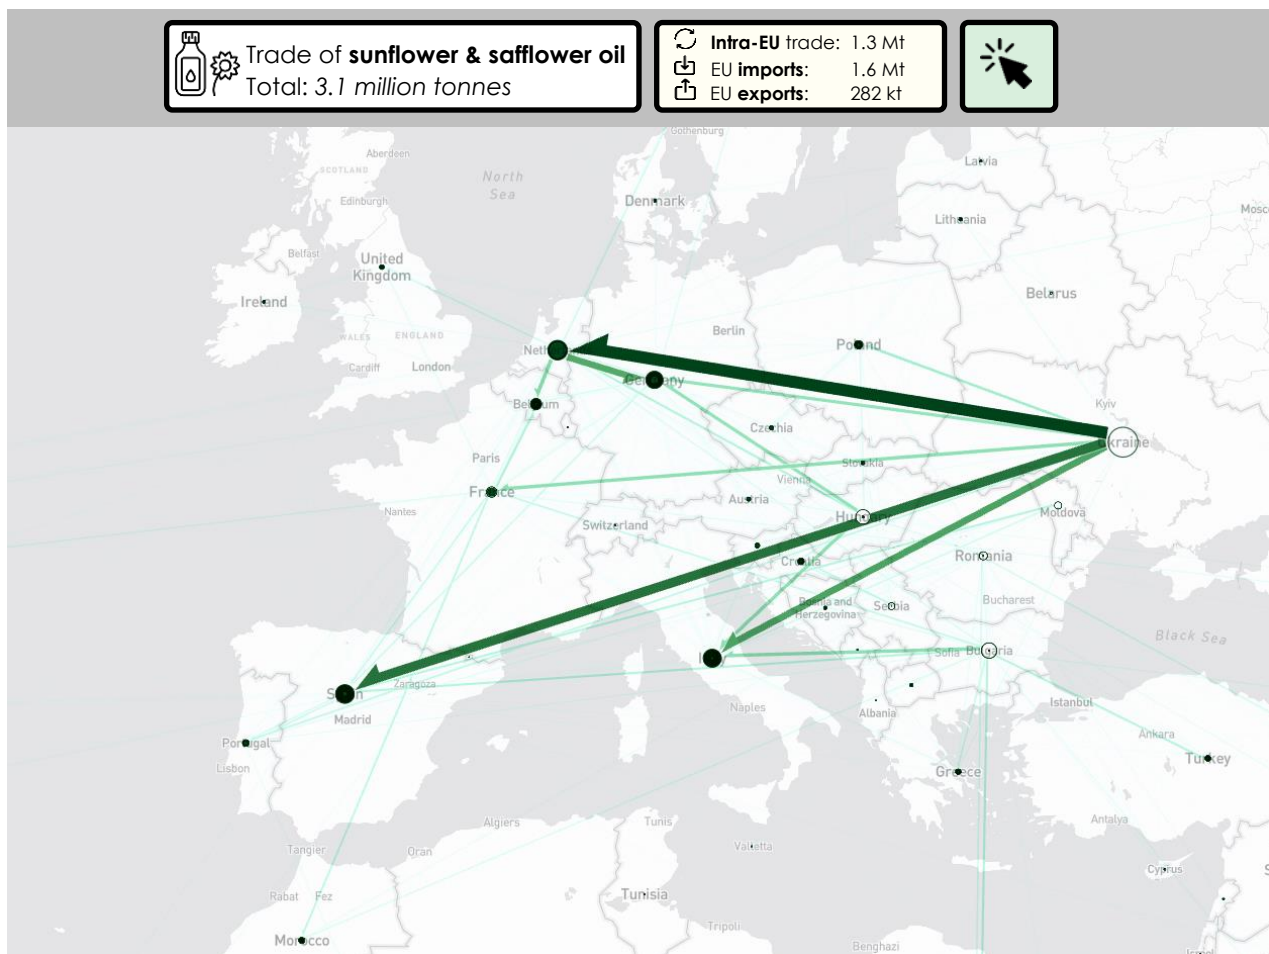 Trade of sunflower & safflower oil
Total: 3.1 million tonnes
Intra-EU trade: 1.3 Mt
EU imports: 1.6 Mt
EU exports: 282 kt
Gothenburg
Aberdeen
SCOTLAND
North
Sea
Latvia
Edinburgh
Denmark
Lithuania
Belfast
United
Kingdom
Ireland
Belarus
WALES
ENGLAND
Berlin
Poland
Cardiff
London
Kyiv
Czechia
Paris
Slovakia
Vienna
France
Austria
Nantes
Hungary
Moldova
Switzerland
Romania
Croatia
Bosnia and
Herzegovina
Serbia
Bucharest
Black Sea
Sofia
Bulgaria
Zaragoza
Madrid
Naples
Albania
Istanbul
Portugal
Ankara
Turkey
Lisbon
Greece
Algiers
Tunis
Antalya
Valletta
Tangier
Oran
Cyprus
Rabat
Fez
Tunisia
Tripoli
Morocco
Benghazi